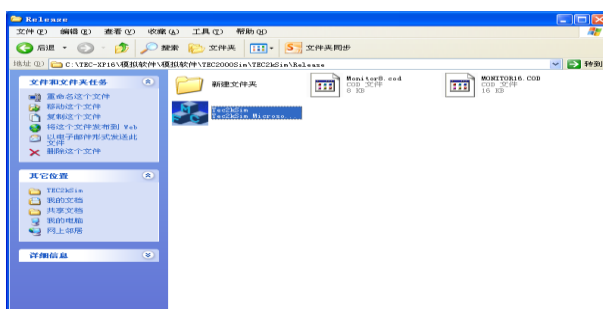 Release
文件(F) 编辑(E) 查看(V) 收藏(A) 工具(T) 帮助(H)
后退 搜索 文件夹 文件夹同步
地址(D) C:\TEC-XP16\模拟软件\模拟软件\TEC2000Sim\TEC2kSim\Release 转到
文件和文件夹任务
重命名这个文件
移动这个文件
复制这个文件
将这个文件发布到 Web
以电子邮件形式发送此
文件
删除这个文件
其它位置
TEC2kSim
我的文档
共享文档
我的电脑
网上邻居
详细信息
新建文件夹
Monitor8.cod
COD 文件
8 KB
MONITOR16.COD
COD 文件
16 KB
Tec2kSim
Tec2kSim Microso...